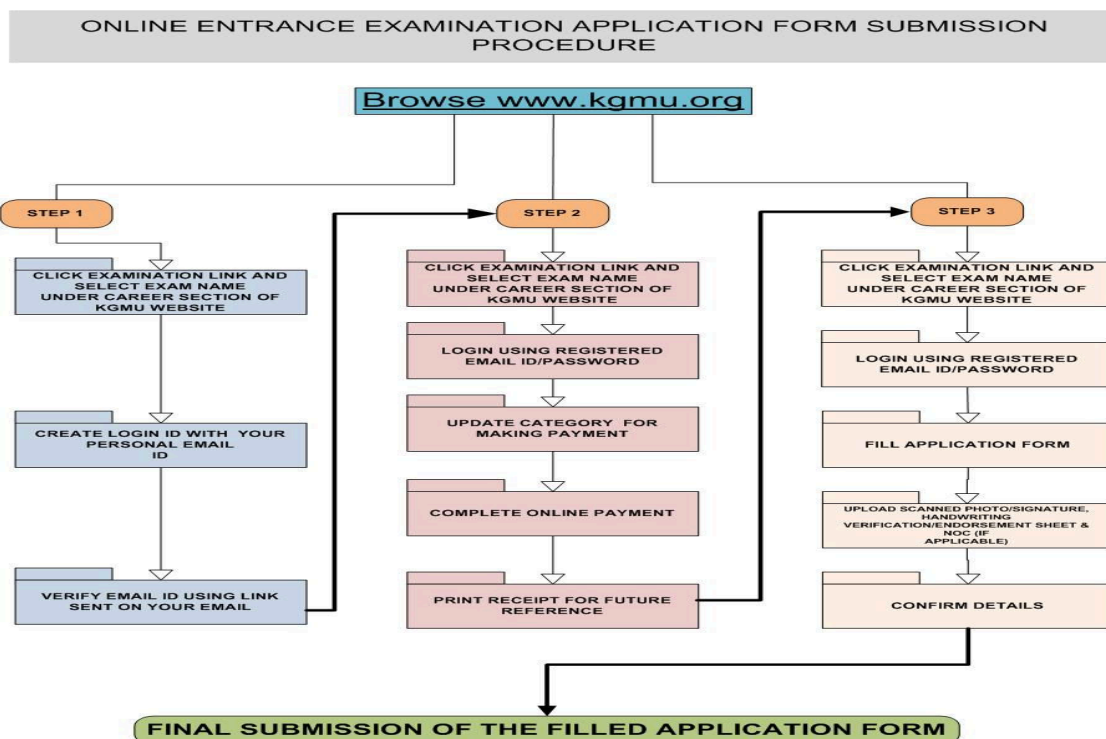 ONLINE ENTRANCE EXAMINATION APPLICATION FORM SUBMISSION
PROCEDURE
Browse www.kgmu.org
STEP 1
CLICK EXAMINATION LINK AND
SELECT EXAM NAME
UNDER CAREER SECTION OF
KGMU WEBSITE
CREATE LOGIN ID WITH YOUR
PERSONAL EMAIL
ID
VERIFY EMAIL ID USING LINK
SENT ON YOUR EMAIL
STEP 2
CLICK EXAMINATION LINK AND
SELECT EXAM NAME
UNDER CAREER SECTION OF
KGMU WEBSITE
LOGIN USING REGISTERED
EMAIL ID/PASSWORD
UPDATE CATEGORY FOR
MAKING PAYMENT
COMPLETE ONLINE PAYMENT
PRINT RECEIPT FOR FUTURE
REFERENCE
STEP 3
CLICK EXAMINATION LINK AND
SELECT EXAM NAME
UNDER CAREER SECTION OF
KGMU WEBSITE
LOGIN USING REGISTERED
EMAIL ID/PASSWORD
FILL APPLICATION FORM
UPLOAD SCANNED PHOTO/SIGNATURE,
HANDWRITING
VERIFICATION/ENDORSEMENT SHEET &
NOC (IF
APPLICABLE)
CONFIRM DETAILS
FINAL SUBMISSION OF THE FILLED APPLICATION FORM